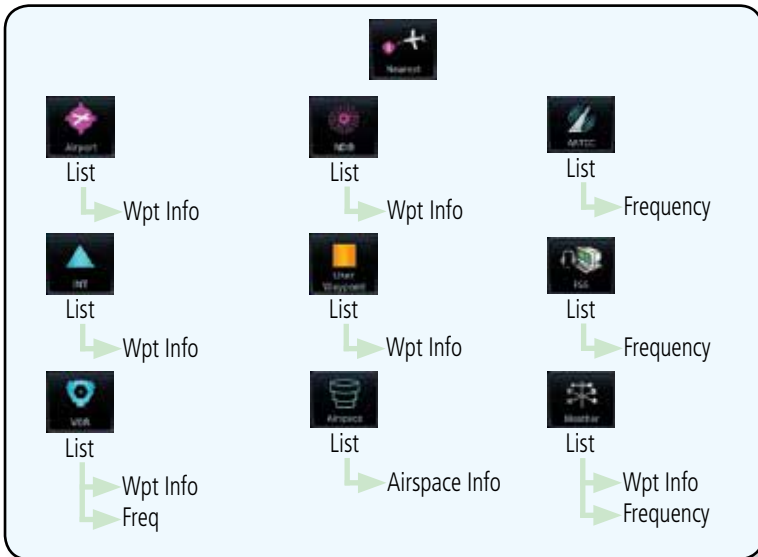 Nearest
Airport
List
Wpt Info
NDB
List
Wpt Info
ARTCC
List
Frequency
INT
List
Wpt Info
User
Waypoint
List
Wpt Info
FSS
List
Frequency
VOR
List
Wpt Info
Freq
Airspace
List
Airspace Info
Weather
List
Wpt Info
Frequency